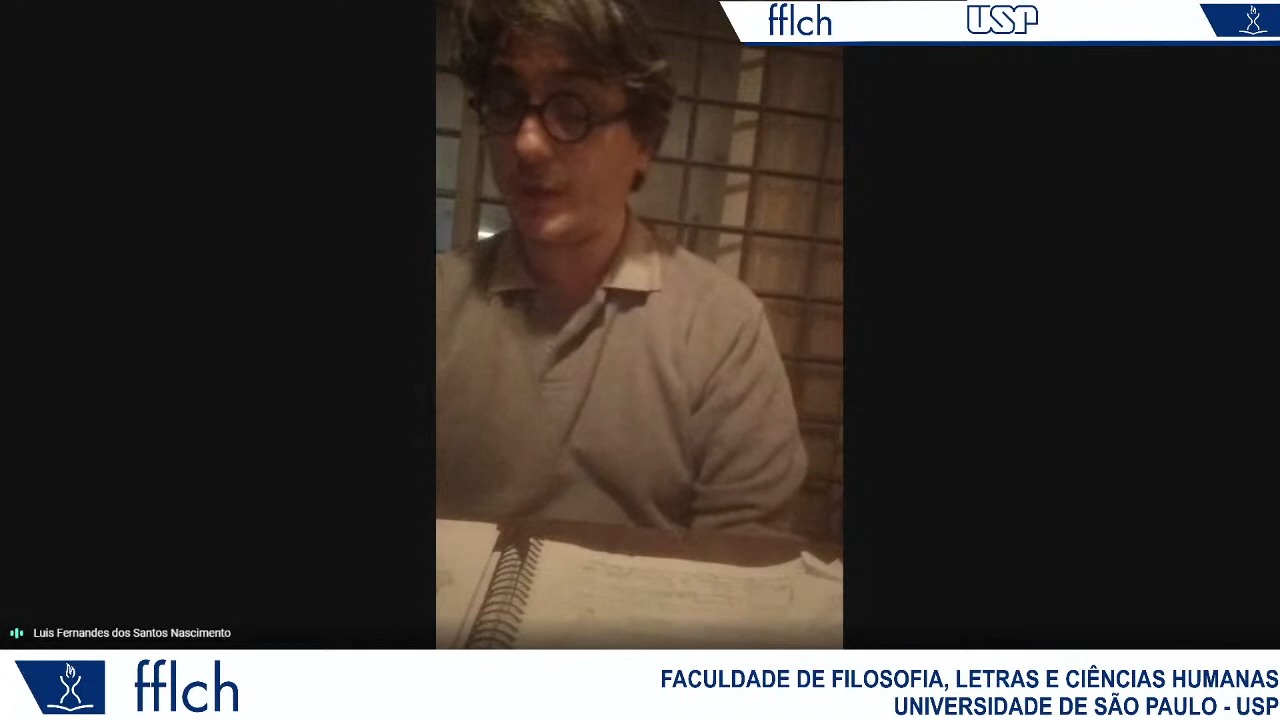 fflch
USP
Luis Fernandes dos Santos Nascimento
fflch
FACULDADE DE FILOSOFIA, LETRAS E CIÊNCIAS HUMANAS
UNIVERSIDADE DE SÃO PAULO - USP